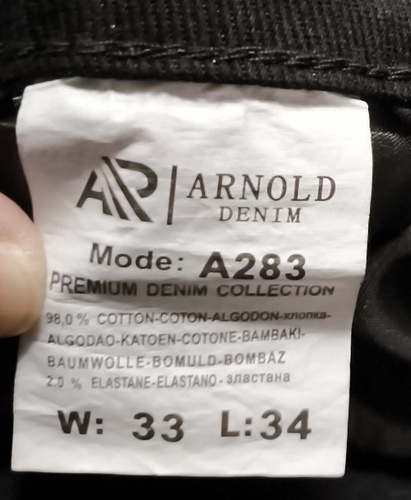 AR | ARNOLD
DENIM
Mode: A283
PREMIUM DENIM COLLECTION
98,0 % COTTON-COTON-ALGODON-хлопка-
ALGODAO-KATOEN-COTONE-BAMBAKI-
BAUMWOLLE-BOMULD-BOMBAZ
2.0 % ELASTANE-ELASTANO-эластана
W: 33 L:34